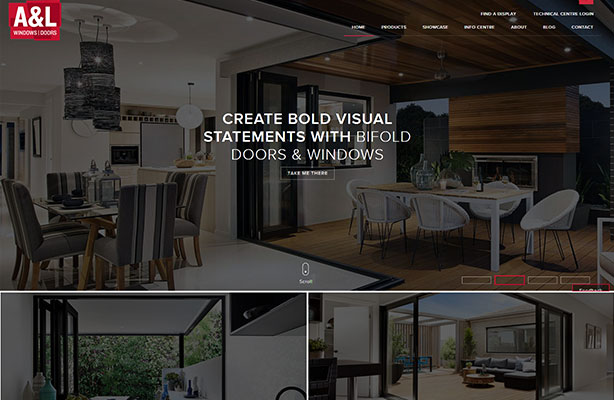 A&L
WINDOWS | DOORS
FIND A DISPLAY TECHNICAL CENTRE LOGIN
HOME PRODUCTS SHOWCASE INFO CENTRE ABOUT BLOG CONTACT
CREATE BOLD VISUAL
STATEMENTS WITH BIFOLD
DOORS & WINDOWS
TAKE ME THERE
Scroll